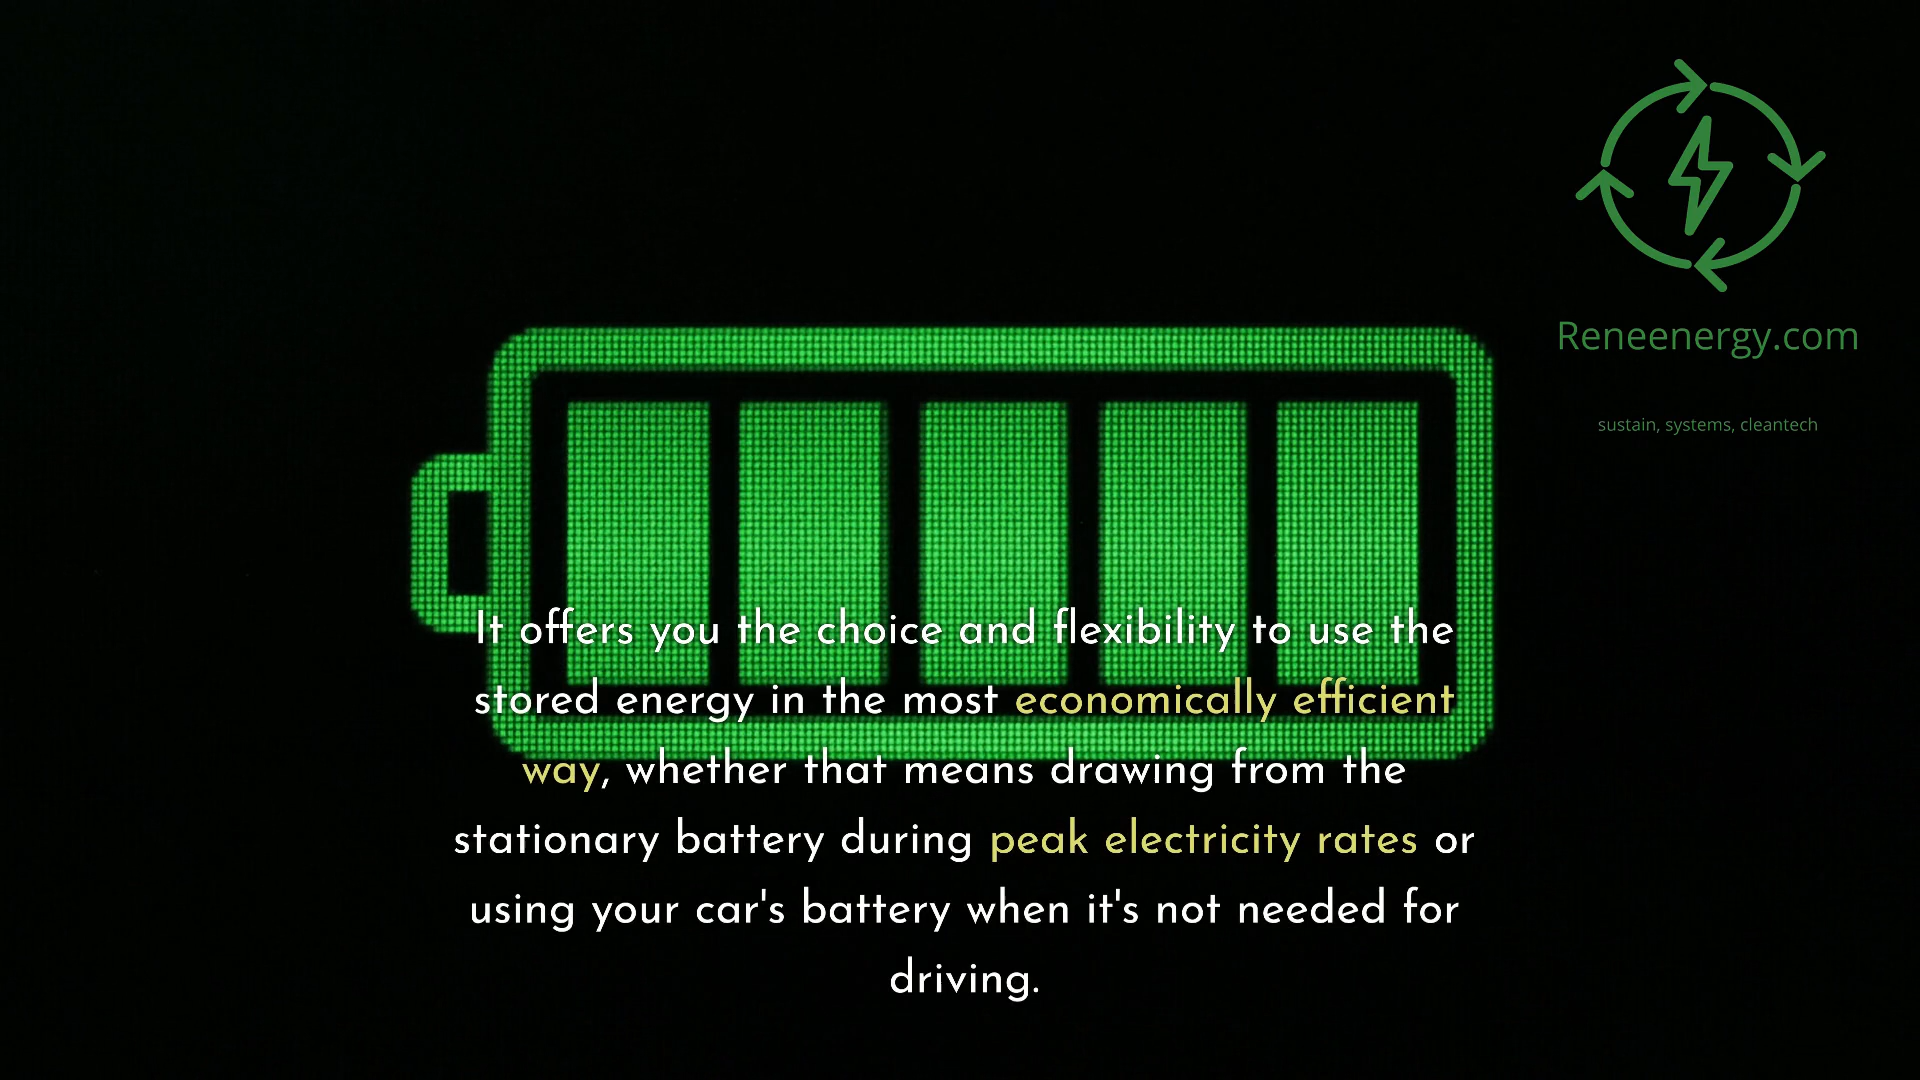 Reneenergy.com
sustain, systems, cleantech
It offers you the choice and flexibility to use the
stored energy in the most economically efficient
way, whether that means drawing from the
stationary battery during peak electricity rates or
using your car's battery when it's not needed for
driving.